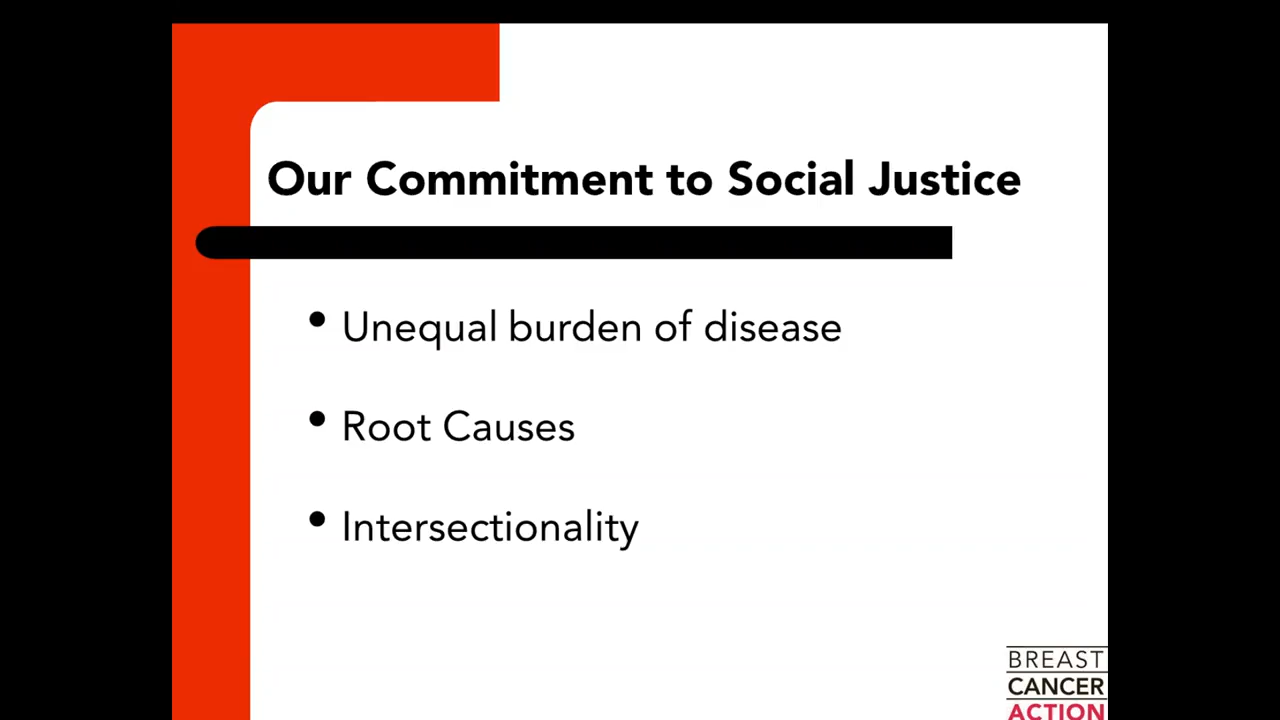 Our Commitment to Social Justice
• Unequal burden of disease
• Root Causes
• Intersectionality
BREAST
CANCER
ACTION